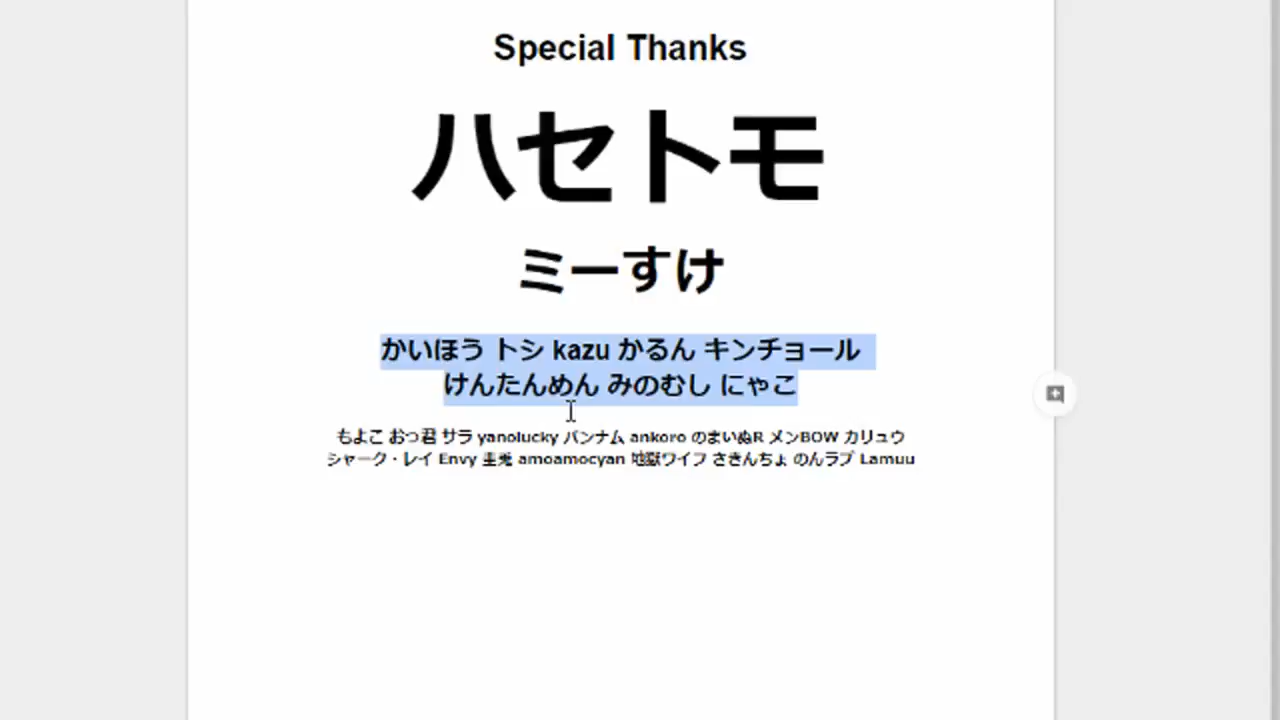 Special Thanks
ハセトモ
ミーすけ
かいほう トシ kazu かるん キンチョール
けんたんめん みのむし にゃこ
もよこ おっ君 サラ yanolucky バンナム ankoro のまいぬR メンBOW カリュウ
シャーク・レイ Envy 圭兎 amoamocyan 地獄ワイフ さきんちょ のんラブ Lamuu